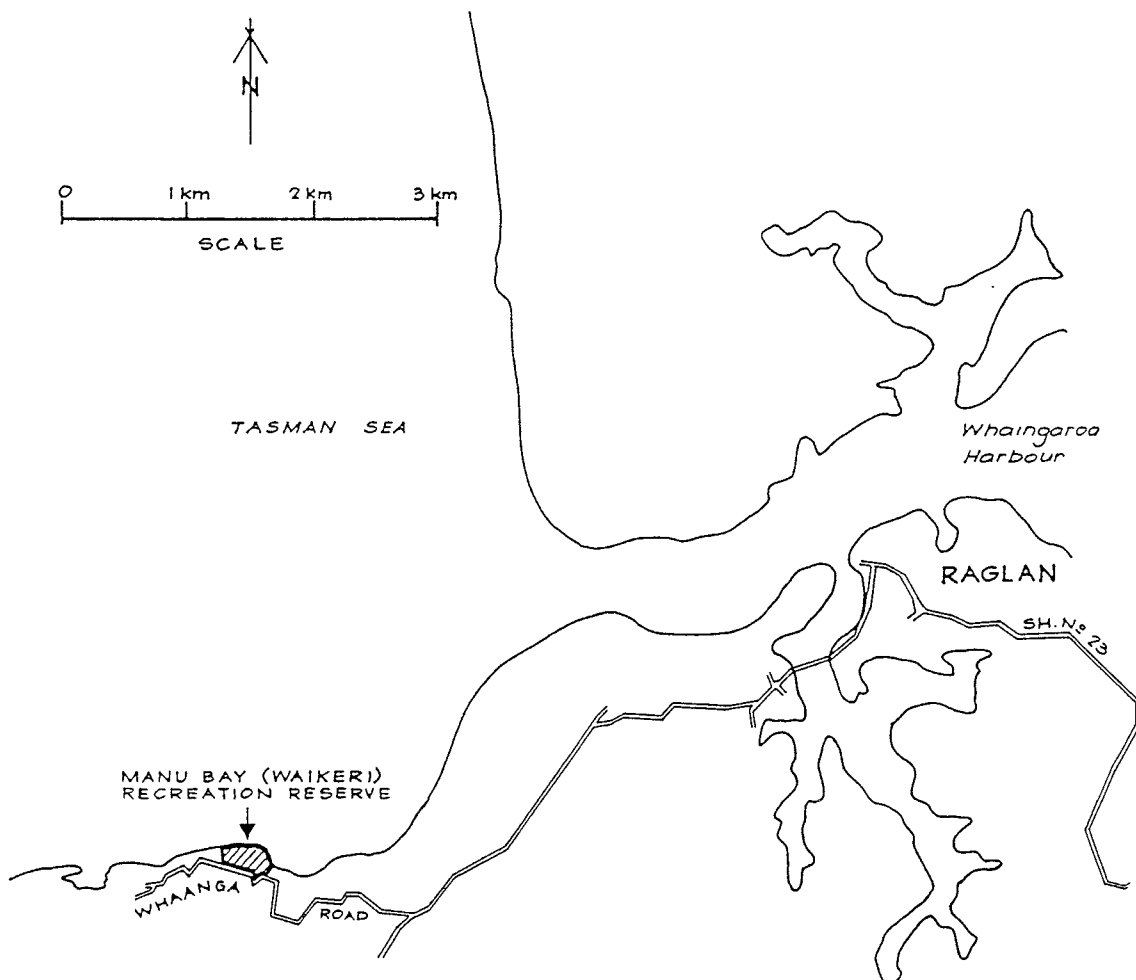 N
0 1 km 2 km 3 km
SCALE
TASMAN SEA
Whaingaroa
Harbour
RAGLAN
SH. No 23
MANU BAY (WAIKERI)
RECREATION RESERVE
WHAANGA
ROAD